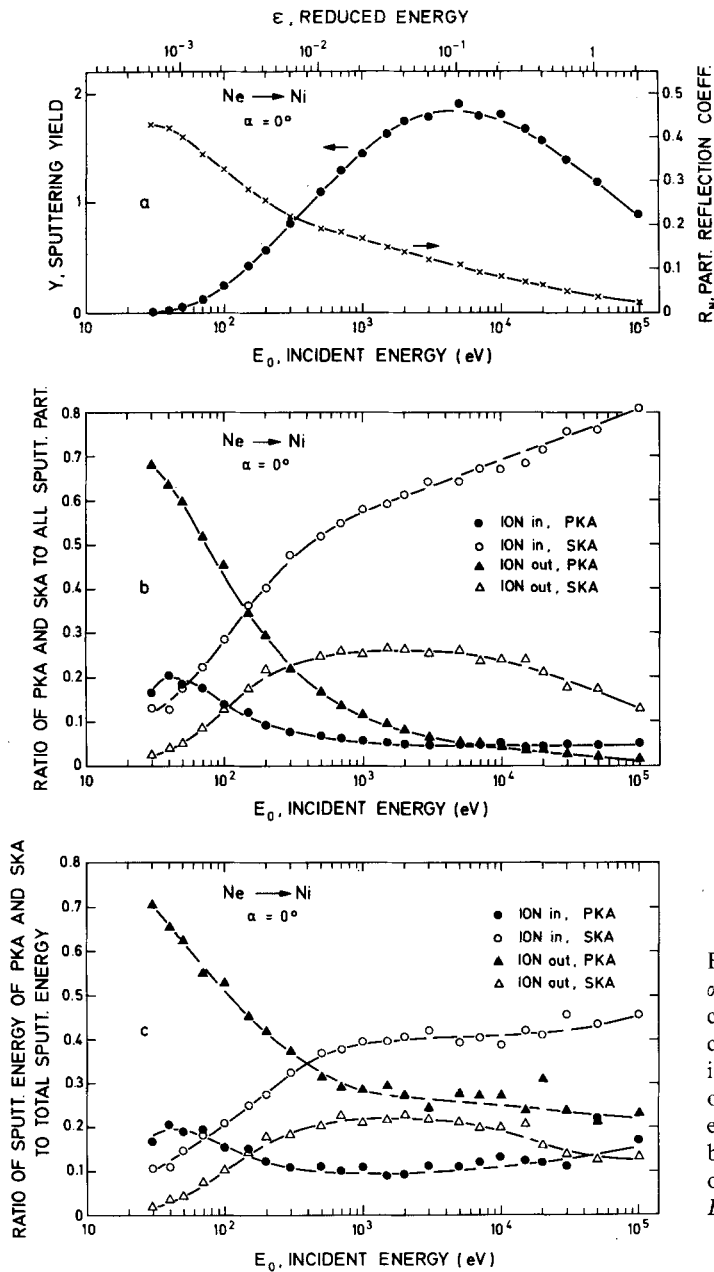 ε, REDUCED ENERGY
10⁻³ 10⁻² 10⁻¹ 1
Y, SPUTTERING YIELD
2
1
0
Ne → Ni
α = 0°
a
0.5
0.4
0.3
0.2
0.1
0
R_N, PART. REFLECTION COEFF.
10 10² 10³ 10⁴ 10⁵
E₀, INCIDENT ENERGY (eV)
RATIO OF PKA AND SKA TO ALL SPUTT. PART.
0.8
0.7
0.6
0.5
0.4
0.3
0.2
0.1
0
Ne → Ni
α = 0°
b
ION in, PKA
ION in, SKA
ION out, PKA
ION out, SKA
10 10² 10³ 10⁴ 10⁵
E₀, INCIDENT ENERGY (eV)
RATIO OF SPUTT. ENERGY OF PKA AND SKA
TO TOTAL SPUTT. ENERGY
0.8
0.7
0.6
0.5
0.4
0.3
0.2
0.1
0
Ne → Ni
α = 0°
c
ION in, PKA
ION in, SKA
ION out, PKA
ION out, SKA
10 10² 10³ 10⁴ 10⁵
E₀, INCIDENT ENERGY (eV)